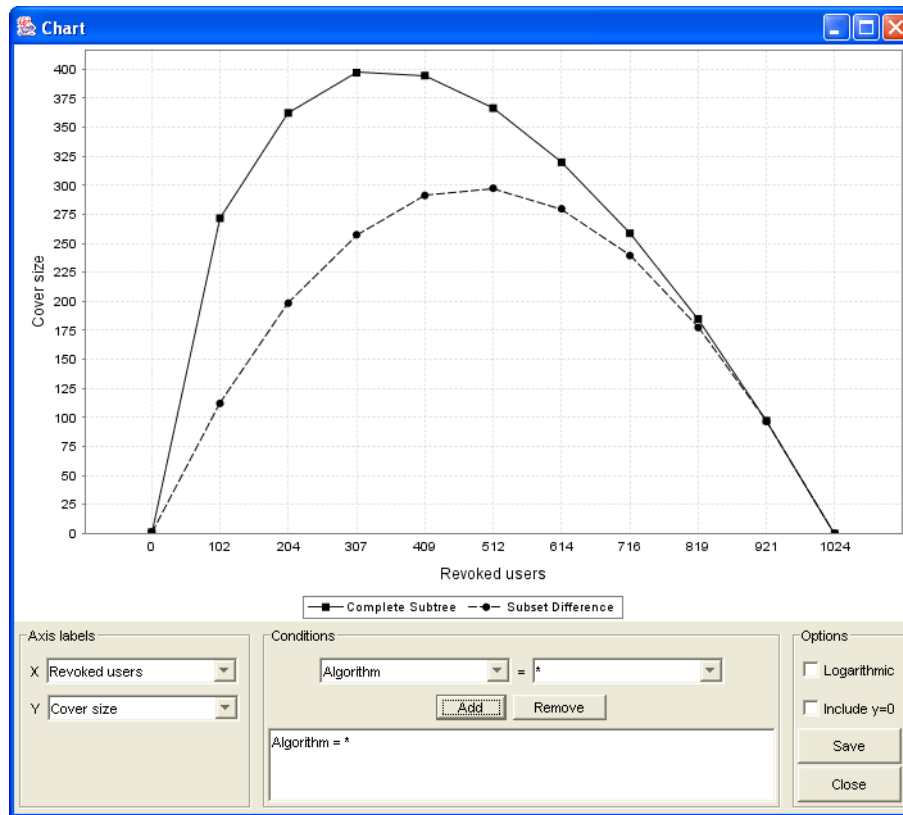 Chart
400
375
350
325
300
275
250
225
200
175
150
125
100
75
50
25
0
Cover size
0 102 204 307 409 512 614 716 819 921 1024
Revoked users
Complete Subtree Subset Difference
Axis labels
X Revoked users
Y Cover size
Conditions
Algorithm = *
Add Remove
Algorithm = *
Options
Logarithmic
Include y=0
Save
Close